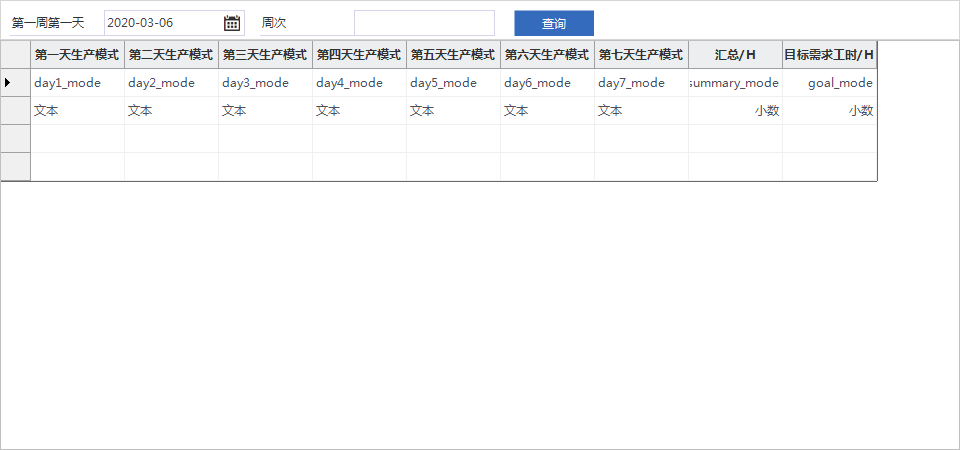 第一周第一天 2020-03-06 周次 查询
第一天生产模式 第二天生产模式 第三天生产模式 第四天生产模式 第五天生产模式 第六天生产模式 第七天生产模式 汇总/H 目标需求工时/H
day1_mode day2_mode day3_mode day4_mode day5_mode day6_mode day7_mode summary_mode goal_mode
文本 文本 文本 文本 文本 文本 文本 小数 小数